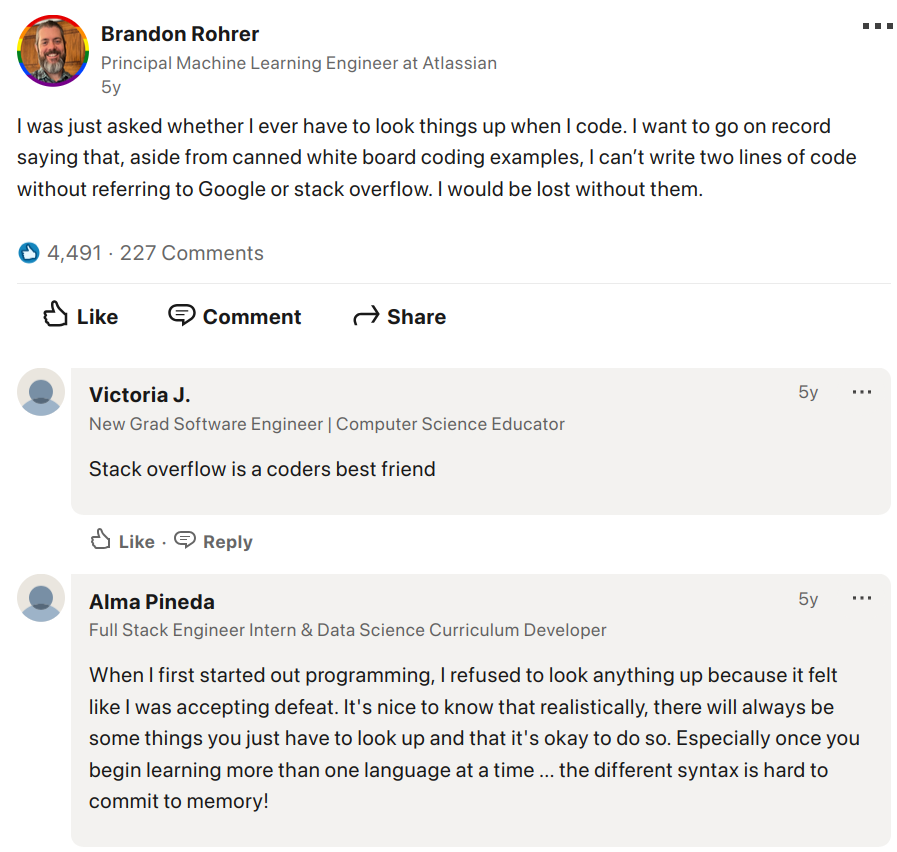 Brandon Rohrer
Principal Machine Learning Engineer at Atlassian
5y
I was just asked whether I ever have to look things up when I code. I want to go on record
saying that, aside from canned white board coding examples, I can’t write two lines of code
without referring to Google or stack overflow. I would be lost without them.
4,491 · 227 Comments
Like Comment Share
Victoria J. 5y
New Grad Software Engineer | Computer Science Educator
Stack overflow is a coders best friend
Like · Reply
Alma Pineda 5y
Full Stack Engineer Intern & Data Science Curriculum Developer
When I first started out programming, I refused to look anything up because it felt
like I was accepting defeat. It's nice to know that realistically, there will always be
some things you just have to look up and that it's okay to do so. Especially once you
begin learning more than one language at a time ... the different syntax is hard to
commit to memory!